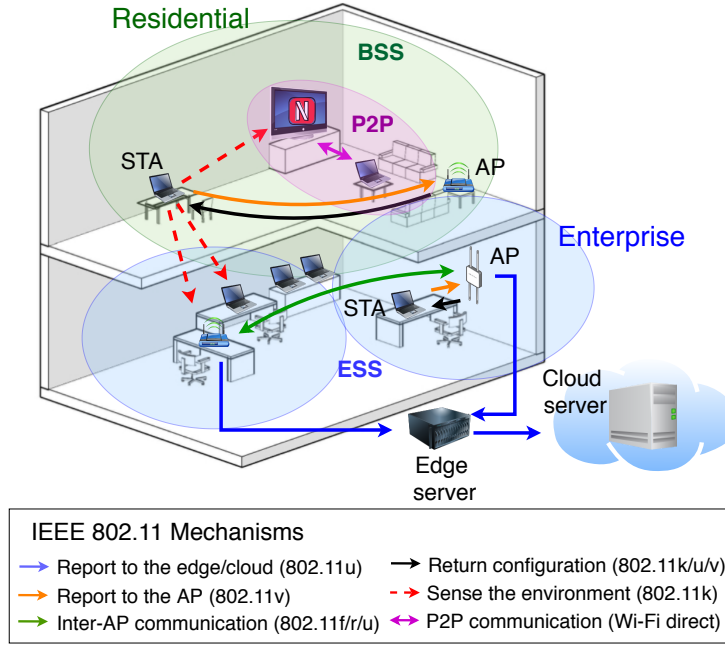 Residential
BSS
N
P2P
STA
AP
Enterprise
AP
STA
ESS
Cloud
server
Edge
server
IEEE 802.11 Mechanisms
Report to the edge/cloud (802.11u)
Return configuration (802.11k/u/v)
Report to the AP (802.11v)
Sense the environment (802.11k)
Inter-AP communication (802.11f/r/u)
P2P communication (Wi-Fi direct)